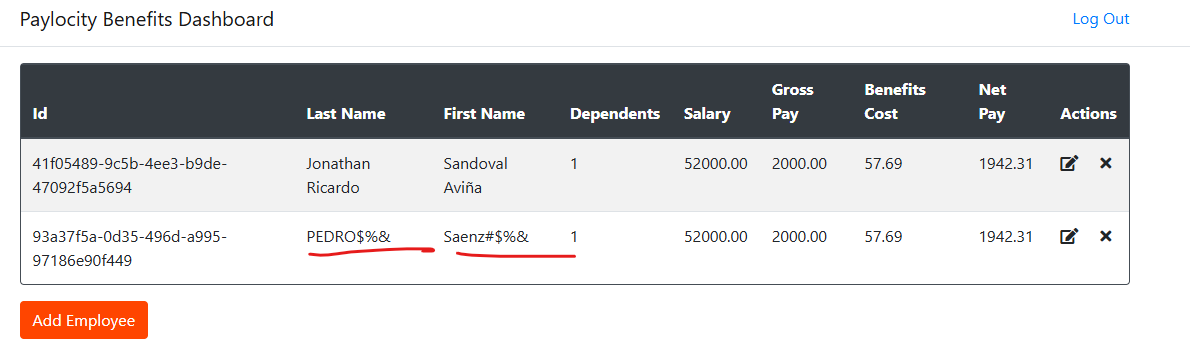 Paylocity Benefits Dashboard Log Out
Id Last Name First Name Dependents Salary Gross Pay Benefits Cost Net Pay Actions
41f05489-9c5b-4ee3-b9de-47092f5a5694 Jonathan Ricardo Sandoval Aviña 1 52000.00 2000.00 57.69 1942.31
93a37f5a-0d35-496d-a995-97186e90f449 PEDRO$%& Saenz#$%& 1 52000.00 2000.00 57.69 1942.31
Add Employee